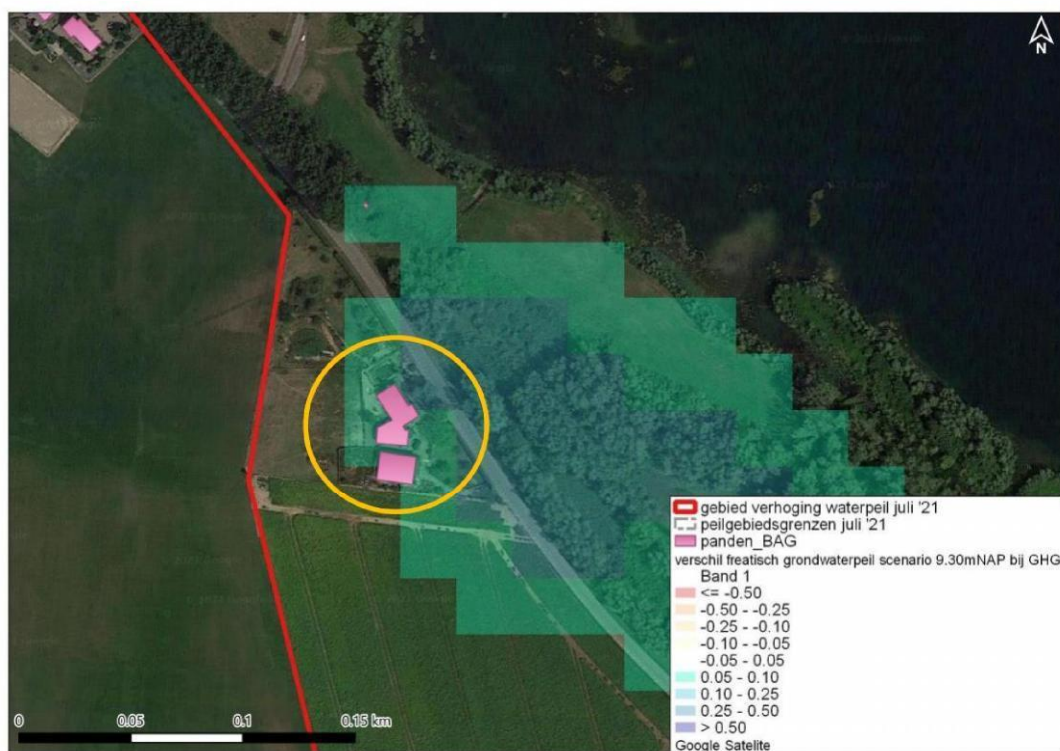 N
0
0.05
0.1
0.15 km
gebied verhoging waterpeil juli '21
peilgebiedsgrenzen juli '21
panden_BAG
verschil freatisch grondwaterpeil scenario 9.30mNAP bij GHG
Band 1
<= -0.50
-0.50 - -0.25
-0.25 - -0.10
-0.10 - -0.05
-0.05 - 0.05
0.05 - 0.10
0.10 - 0.25
0.25 - 0.50
> 0.50
Google Satelite